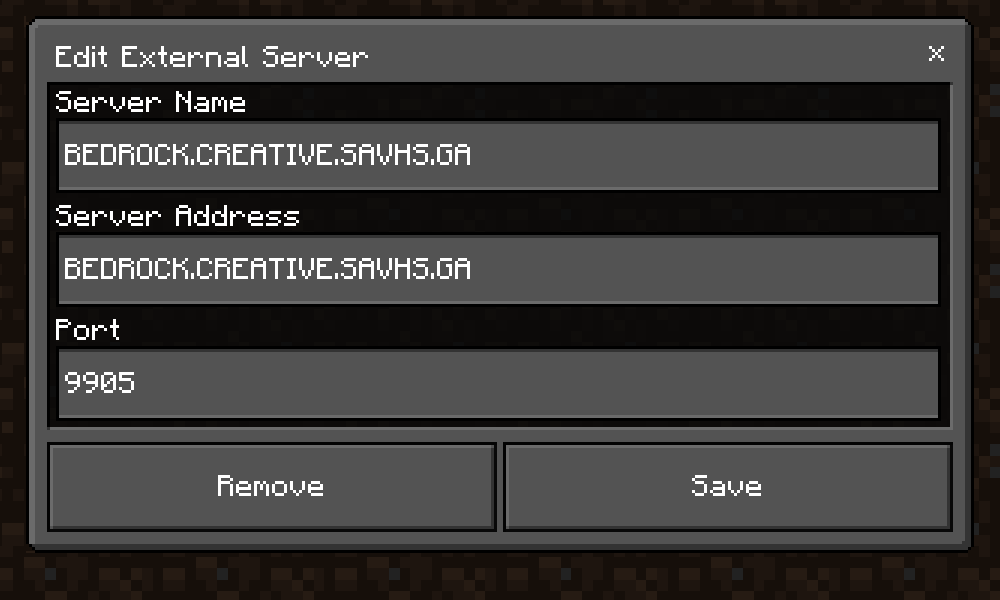 Edit External Server
×
Server Name
BEDROCK.CREATIVE.SAVHS.GA
Server Address
BEDROCK.CREATIVE.SAVHS.GA
Port
9905
Remove
Save